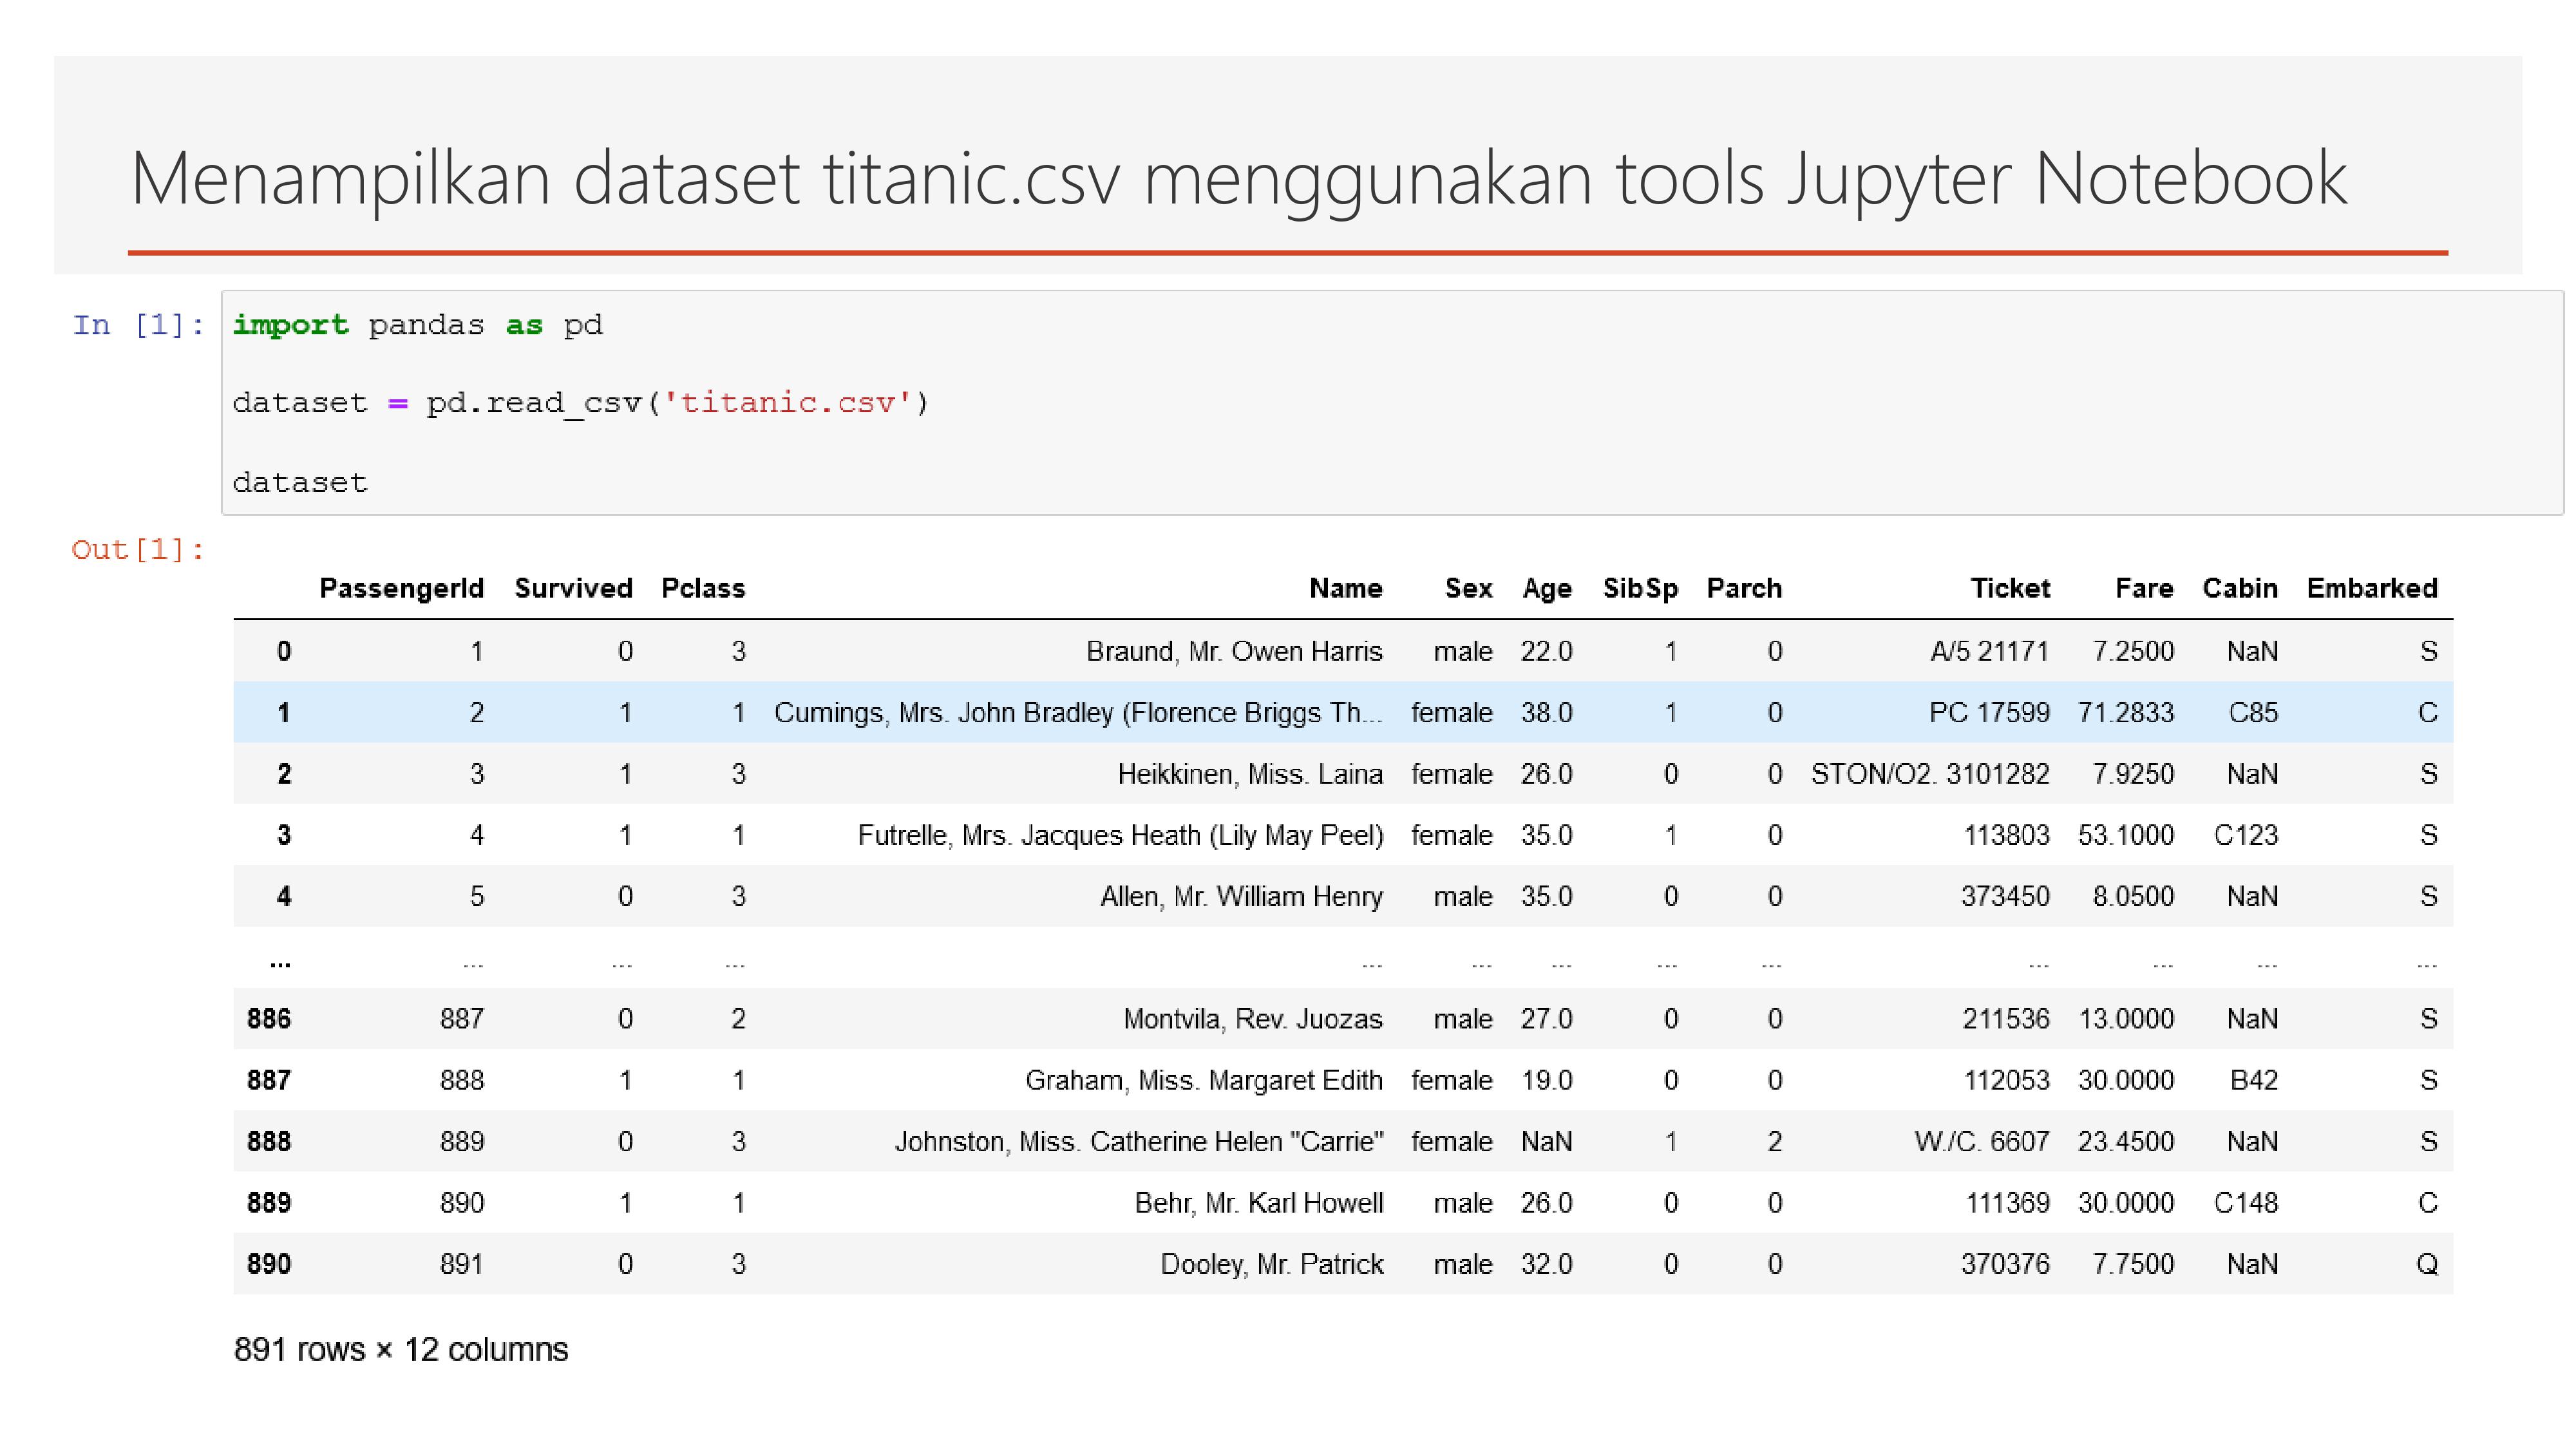 Menampilkan dataset titanic.csv menggunakan tools Jupyter Notebook
In [1]: import pandas as pd
dataset = pd.read_csv('titanic.csv')
dataset
Out[1]:
PassengerId Survived Pclass Name Sex Age SibSp Parch Ticket Fare Cabin Embarked
0 1 0 3 Braund, Mr. Owen Harris male 22.0 1 0 A/5 21171 7.2500 NaN S
1 2 1 1 Cumings, Mrs. John Bradley (Florence Briggs Th... female 38.0 1 0 PC 17599 71.2833 C85 C
2 3 1 3 Heikkinen, Miss. Laina female 26.0 0 0 STON/O2. 3101282 7.9250 NaN S
3 4 1 1 Futrelle, Mrs. Jacques Heath (Lily May Peel) female 35.0 1 0 113803 53.1000 C123 S
4 5 0 3 Allen, Mr. William Henry male 35.0 0 0 373450 8.0500 NaN S
... ... ... ... ... ... ... ... ... ... ... ... ...
886 887 0 2 Montvila, Rev. Juozas male 27.0 0 0 211536 13.0000 NaN S
887 888 1 1 Graham, Miss. Margaret Edith female 19.0 0 0 112053 30.0000 B42 S
888 889 0 3 Johnston, Miss. Catherine Helen "Carrie" female NaN 1 2 W./C. 6607 23.4500 NaN S
889 890 1 1 Behr, Mr. Karl Howell male 26.0 0 0 111369 30.0000 C148 C
890 891 0 3 Dooley, Mr. Patrick male 32.0 0 0 370376 7.7500 NaN Q
891 rows × 12 columns